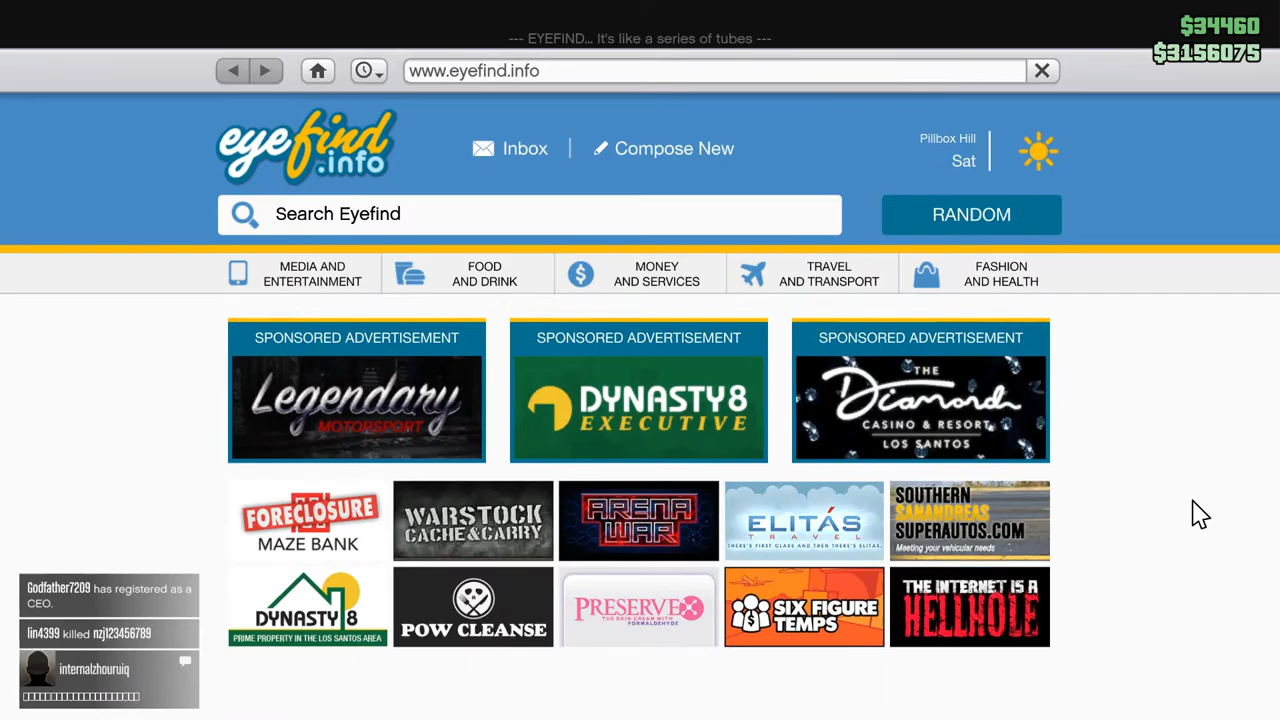 --- EYEFIND... It's like a series of tubes ---
$34460
$3156075
www.eyefind.info
eyefind
.info
Inbox
Compose New
Pillbox Hill
Sat
Search Eyefind
RANDOM
MEDIA AND
ENTERTAINMENT
FOOD
AND DRINK
MONEY
AND SERVICES
TRAVEL
AND TRANSPORT
FASHION
AND HEALTH
SPONSORED ADVERTISEMENT
Legendary
MOTORSPORT
SPONSORED ADVERTISEMENT
DYNASTY8
EXECUTIVE
SPONSORED ADVERTISEMENT
THE
Diamond
CASINO & RESORT
LOS SANTOS
FORECLOSURE
MAZE BANK
WARSTOCK
CACHE&CARRY
ARENA
WAR
ELITÁS
TRAVEL
THERE'S FIRST CLASS AND THEN THERE'S ELITAS.
SOUTHERN
SANANDREAS
SUPERAUTOS.COM
Meeting your vehicular needs
DYNASTY 8
PRIME PROPERTY IN THE LOS SANTOS AREA
POW CLEANSE
PRESERVEX
THE SKIN CREAM WITH
FORMALDEHYDE
SIX FIGURE
TEMPS
THE INTERNET IS A
HELLHOLE
Godfather7209 has registered as a
CEO.
lin4399 killed nzj123456789
internalzhouruiq